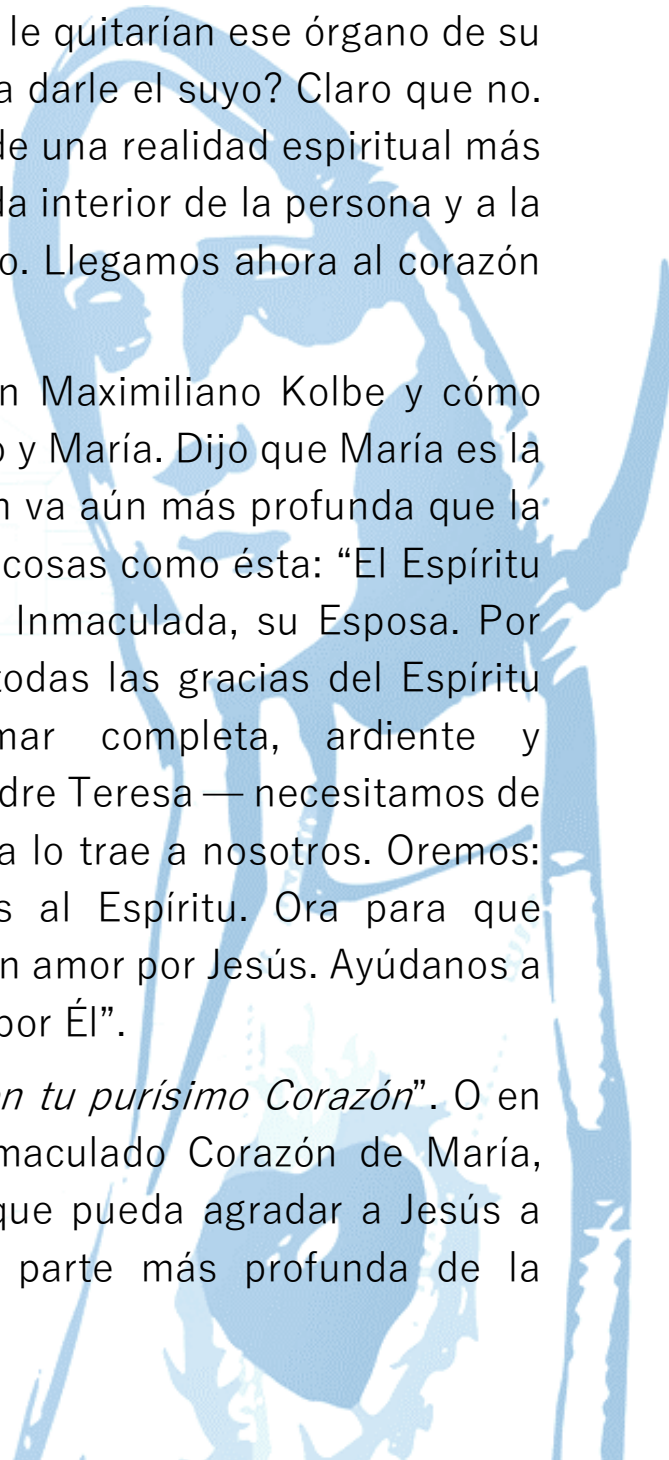 le quitarían ese órgano de su
a darle el suyo? Claro que no.
de una realidad espiritual más
da interior de la persona y a la
o. Llegamos ahora al corazón
n Maximiliano Kolbe y cómo
o y María. Dijo que María es la
n va aún más profunda que la
cosas como ésta: “El Espíritu
Inmaculada, su Esposa. Por
todas las gracias del Espíritu
mar completa, ardiente y
dre Teresa — necesitamos de
a lo trae a nosotros. Oremos:
s al Espíritu. Ora para que
n amor por Jesús. Ayúdanos a
por Él”.
en tu purísimo Corazón”. O en
nmaculado Corazón de María,
que pueda agradar a Jesús a
parte más profunda de la